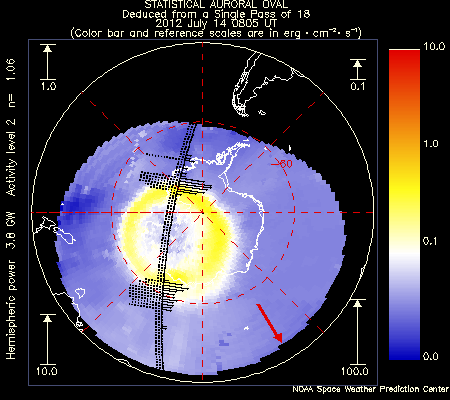 STATISTICAL AURORAL OVAL
Deduced from a Single Pass of 18
2012 July 14 0805 UT
(Color bar and reference scales are in erg·cm⁻²·s⁻¹)
1.0
0.1
10.0
100.0
-60
Hemispheric power 3.8 GW Activity level 2 n= 1.06
10.0
1.0
0.1
0.0
NOAA Space Weather Prediction Center